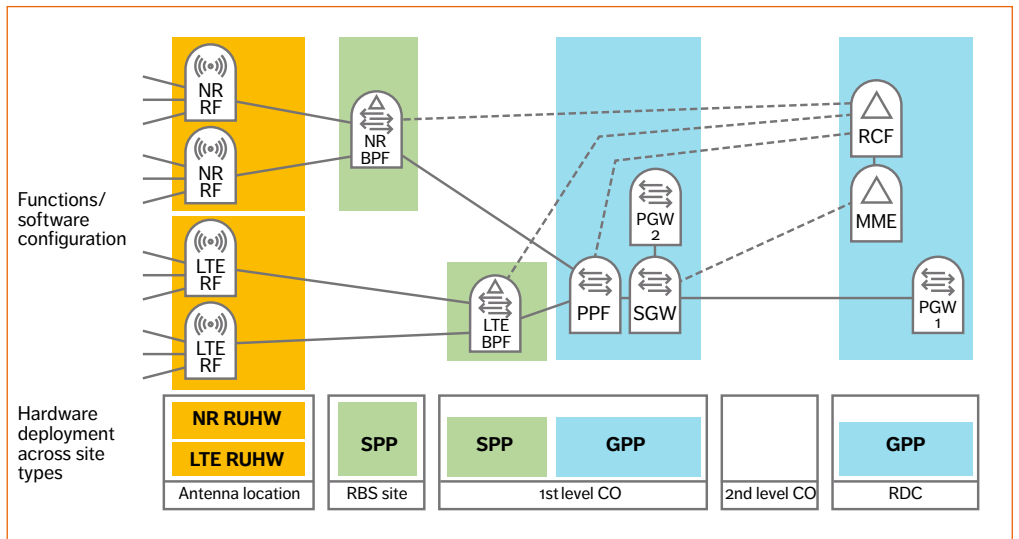 NR
RF
NR
RF
LTE
RF
LTE
RF
NR
BPF
LTE
BPF
PPF
PGW
2
SGW
RCF
MME
PGW
1
Functions/
software
configuration
Hardware
deployment
across site
types
NR RUHW
LTE RUHW
Antenna location
SPP
RBS site
SPP
GPP
1st level CO
2nd level CO
GPP
RDC